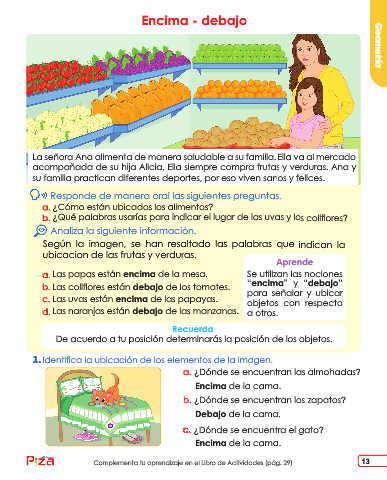 Encima - debajo
Geometría
La señora Ana alimenta de manera saludable a su familia. Ella va al mercado
acompañada de su hija Alicia. Ella siempre compra frutas y verduras. Ana y
su familia practican diferentes deportes, por eso viven sanos y felices.
Responde de manera oral las siguientes preguntas.
a. ¿Cómo están ubicados los alimentos?
b. ¿Qué palabras usarías para indicar el lugar de las uvas y los coliflores?
Analiza la siguiente información.
Según la imagen, se han resaltado las palabras que indican la
ubicación de las frutas y verduras.
a. Las papas están encima de la mesa.
b. Las coliflores están debajo de los tomates.
c. Las uvas están encima de las papayas.
d. Las naranjas están debajo de las manzanas.
Aprende
Se utilizan las nociones
“encima” y “debajo”
para señalar y ubicar
objetos con respecto
a otros.
Recuerda
De acuerdo a tu posición determinarás la posición de los objetos.
1. Identifica la ubicación de los elementos de la imagen.
a. ¿Dónde se encuentran las almohadas?
Encima de la cama.
b. ¿Dónde se encuentran los zapatos?
Debajo de la cama.
c. ¿Dónde se encuentra el gato?
Encima de la cama.
Complementa tu aprendizaje en el Libro de Actividades (pág. 29)
13